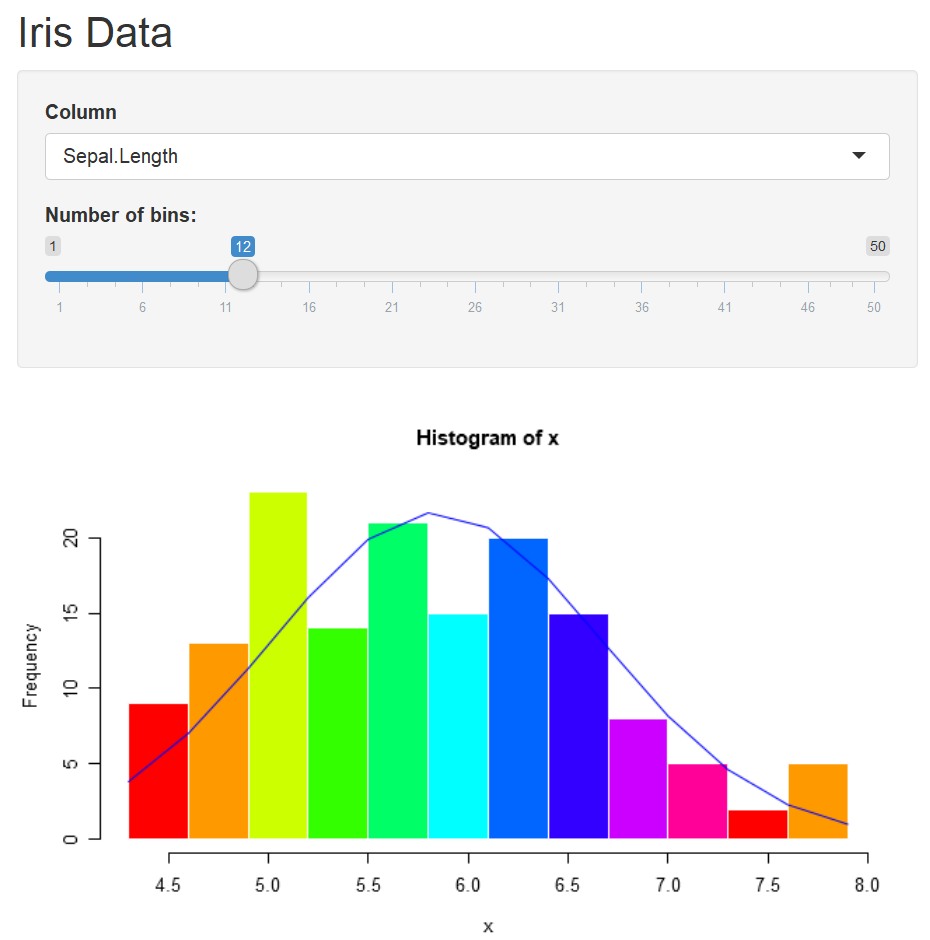 Iris Data
Column
Sepal.Length
Number of bins:
1 12 50
1 6 11 16 21 26 31 36 41 46 50
Histogram of x
Frequency
20
15
10
5
0
4.5 5.0 5.5 6.0 6.5 7.0 7.5 8.0
x